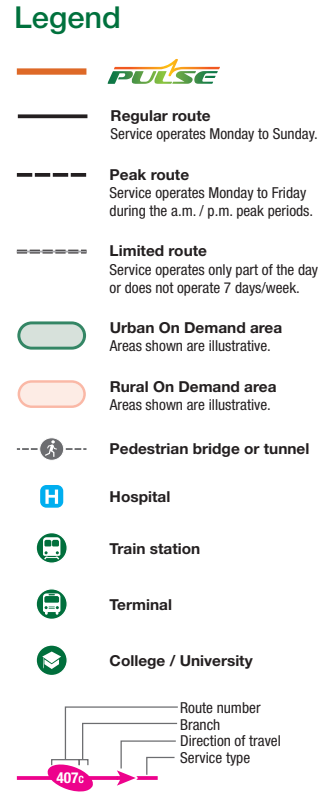 Legend
PULSE
Regular route
Service operates Monday to Sunday.
Peak route
Service operates Monday to Friday
during the a.m. / p.m. peak periods.
Limited route
Service operates only part of the day
or does not operate 7 days/week.
Urban On Demand area
Areas shown are illustrative.
Rural On Demand area
Areas shown are illustrative.
Pedestrian bridge or tunnel
H Hospital
Train station
Terminal
College / University
Route number
Branch
Direction of travel
Service type
407c